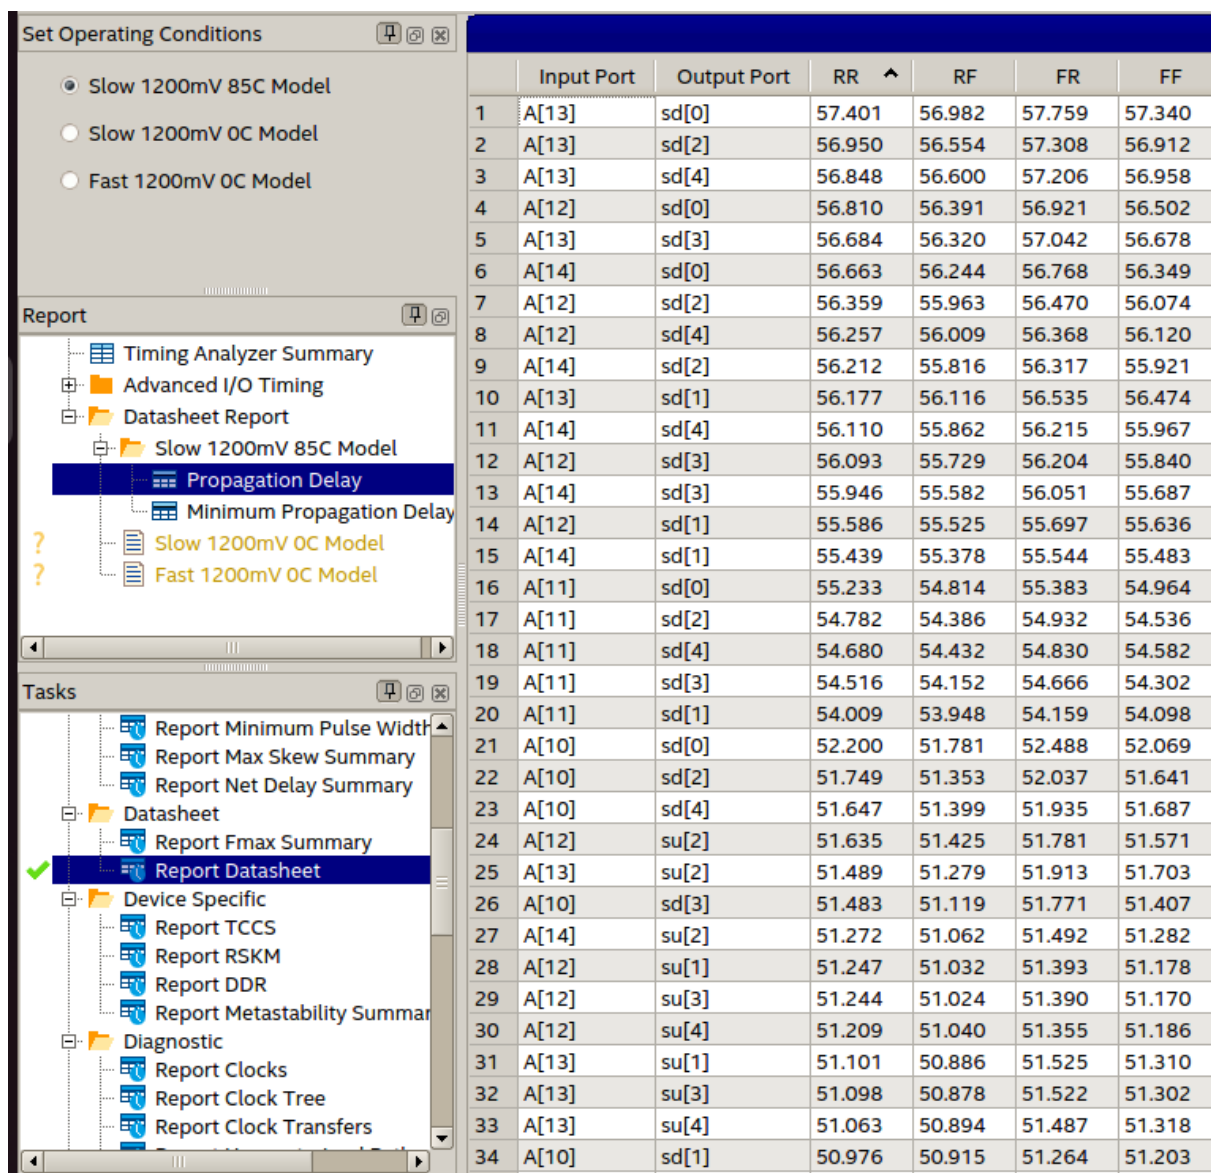 Set Operating Conditions
Slow 1200mV 85C Model
Slow 1200mV 0C Model
Fast 1200mV 0C Model
Report
Timing Analyzer Summary
Advanced I/O Timing
Datasheet Report
Slow 1200mV 85C Model
Propagation Delay
Minimum Propagation Delay
? Slow 1200mV 0C Model
? Fast 1200mV 0C Model
Tasks
Report Minimum Pulse Width
Report Max Skew Summary
Report Net Delay Summary
Datasheet
Report Fmax Summary
Report Datasheet
Device Specific
Report TCCS
Report RSKM
Report DDR
Report Metastability Summar
Diagnostic
Report Clocks
Report Clock Tree
Report Clock Transfers
Input Port Output Port RR RF FR FF
1 A[13] sd[0] 57.401 56.982 57.759 57.340
2 A[13] sd[2] 56.950 56.554 57.308 56.912
3 A[13] sd[4] 56.848 56.600 57.206 56.958
4 A[12] sd[0] 56.810 56.391 56.921 56.502
5 A[13] sd[3] 56.684 56.320 57.042 56.678
6 A[14] sd[0] 56.663 56.244 56.768 56.349
7 A[12] sd[2] 56.359 55.963 56.470 56.074
8 A[12] sd[4] 56.257 56.009 56.368 56.120
9 A[14] sd[2] 56.212 55.816 56.317 55.921
10 A[13] sd[1] 56.177 56.116 56.535 56.474
11 A[14] sd[4] 56.110 55.862 56.215 55.967
12 A[12] sd[3] 56.093 55.729 56.204 55.840
13 A[14] sd[3] 55.946 55.582 56.051 55.687
14 A[12] sd[1] 55.586 55.525 55.697 55.636
15 A[14] sd[1] 55.439 55.378 55.544 55.483
16 A[11] sd[0] 55.233 54.814 55.383 54.964
17 A[11] sd[2] 54.782 54.386 54.932 54.536
18 A[11] sd[4] 54.680 54.432 54.830 54.582
19 A[11] sd[3] 54.516 54.152 54.666 54.302
20 A[11] sd[1] 54.009 53.948 54.159 54.098
21 A[10] sd[0] 52.200 51.781 52.488 52.069
22 A[10] sd[2] 51.749 51.353 52.037 51.641
23 A[10] sd[4] 51.647 51.399 51.935 51.687
24 A[12] su[2] 51.635 51.425 51.781 51.571
25 A[13] su[2] 51.489 51.279 51.913 51.703
26 A[10] sd[3] 51.483 51.119 51.771 51.407
27 A[14] su[2] 51.272 51.062 51.492 51.282
28 A[12] su[1] 51.247 51.032 51.393 51.178
29 A[12] su[3] 51.244 51.024 51.390 51.170
30 A[12] su[4] 51.209 51.040 51.355 51.186
31 A[13] su[1] 51.101 50.886 51.525 51.310
32 A[13] su[3] 51.098 50.878 51.522 51.302
33 A[13] su[4] 51.063 50.894 51.487 51.318
34 A[10] sd[1] 50.976 50.915 51.264 51.203